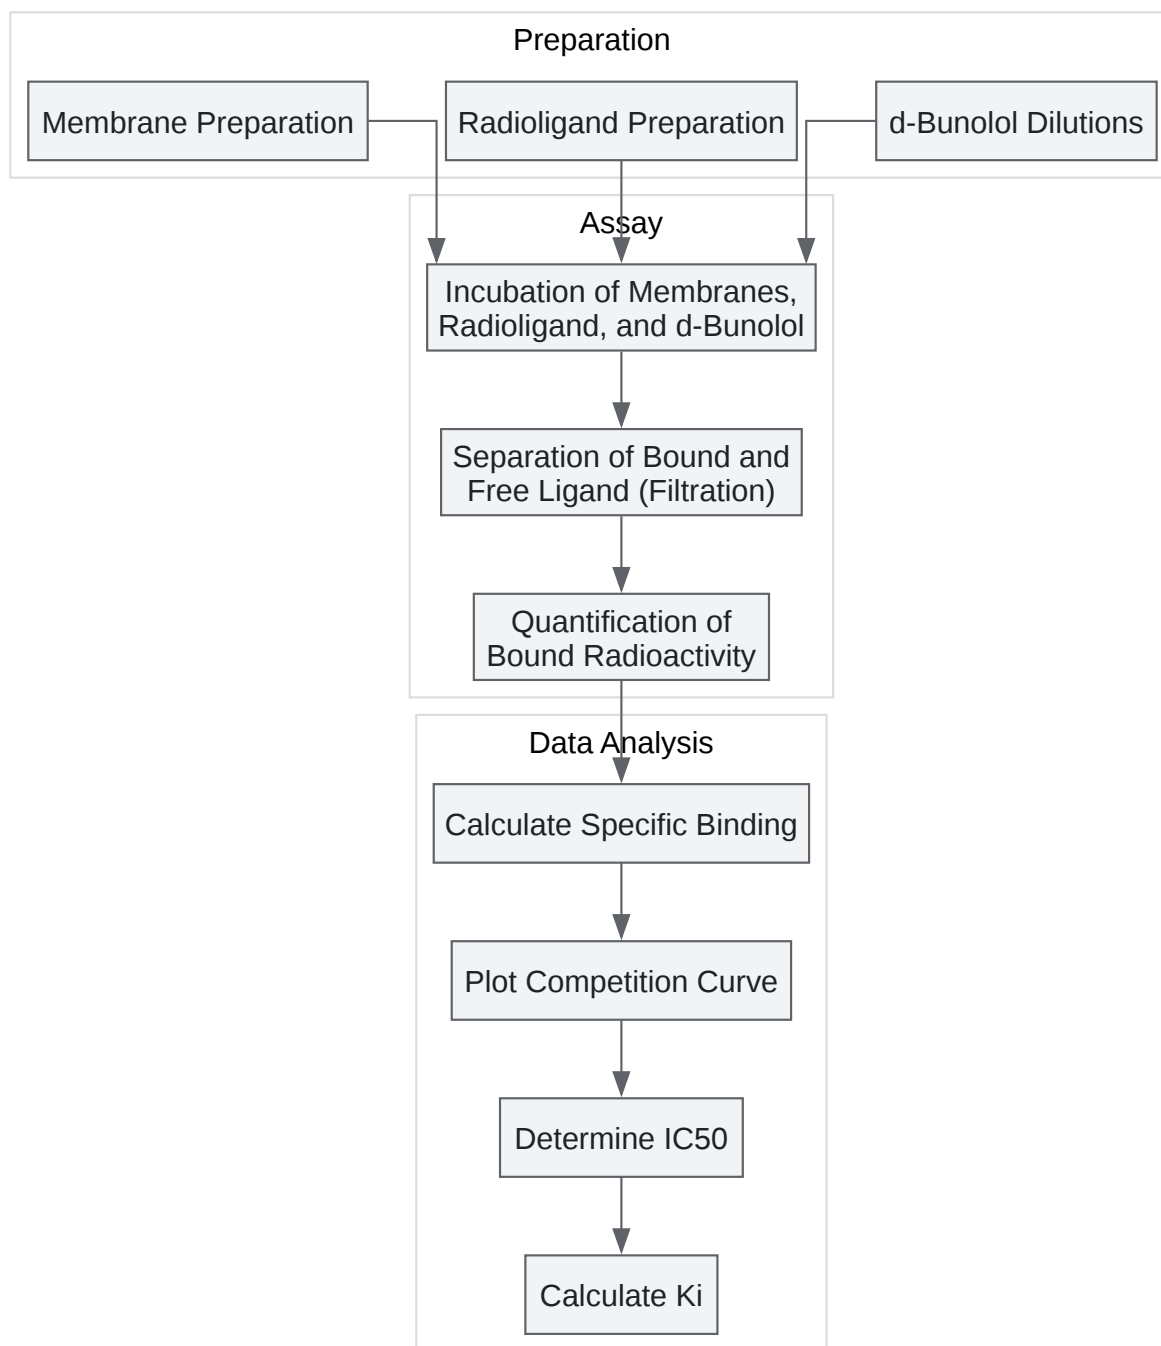 Preparation
Membrane Preparation
Radioligand Preparation
d-Bunolol Dilutions
Assay
Incubation of Membranes,
Radioligand, and d-Bunolol
Separation of Bound and
Free Ligand (Filtration)
Quantification of
Bound Radioactivity
Data Analysis
Calculate Specific Binding
Plot Competition Curve
Determine IC50
Calculate Ki